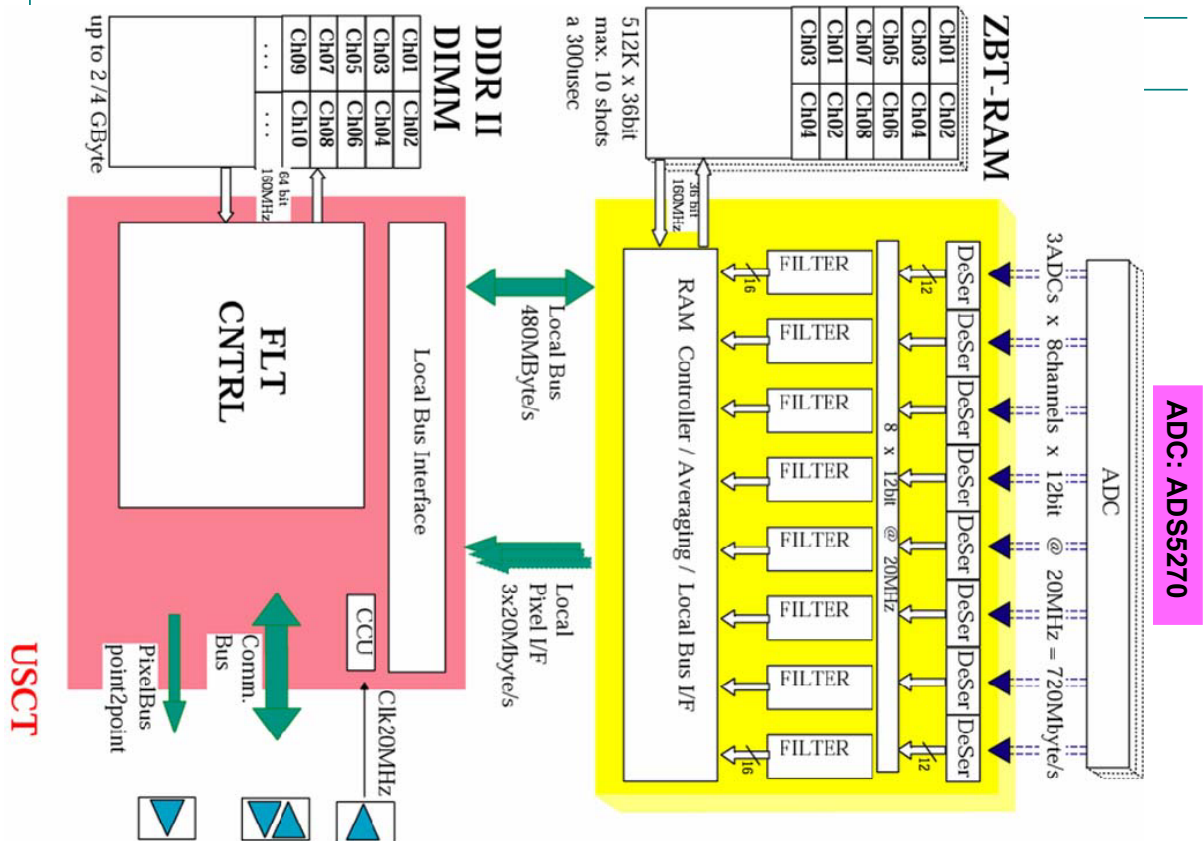 ADC: ADS5270
ADC
3ADCs x 8channels x 12bit @ 20MHz = 720Mbyte/s
DeSer DeSer DeSer DeSer DeSer DeSer DeSer DeSer
12
12
8 x 12bit @ 20MHz
FILTER FILTER FILTER FILTER FILTER FILTER FILTER FILTER
16
16
RAM Controller / Averaging / Local Bus I/F
ZBT-RAM
Ch01 Ch02
Ch03 Ch04
Ch05 Ch06
Ch07 Ch08
Ch01 Ch02
Ch03 Ch04
512K x 36bit
max. 10 shots
a 300usec
36 bit
160MHz
Local Bus
480MByte/s
Local
Pixel I/F
3x20Mbyte/s
DDR II
DIMM
Ch01 Ch02
Ch03 Ch04
Ch05 Ch06
Ch07 Ch08
Ch09 Ch10
... ...
up to 2 /4 GByte
64 bit
160MHz
Local Bus Interface
FLT
CNTRL
CCU
Clk20MHz
Comm.
Bus
PixelBus
point2point
USCT